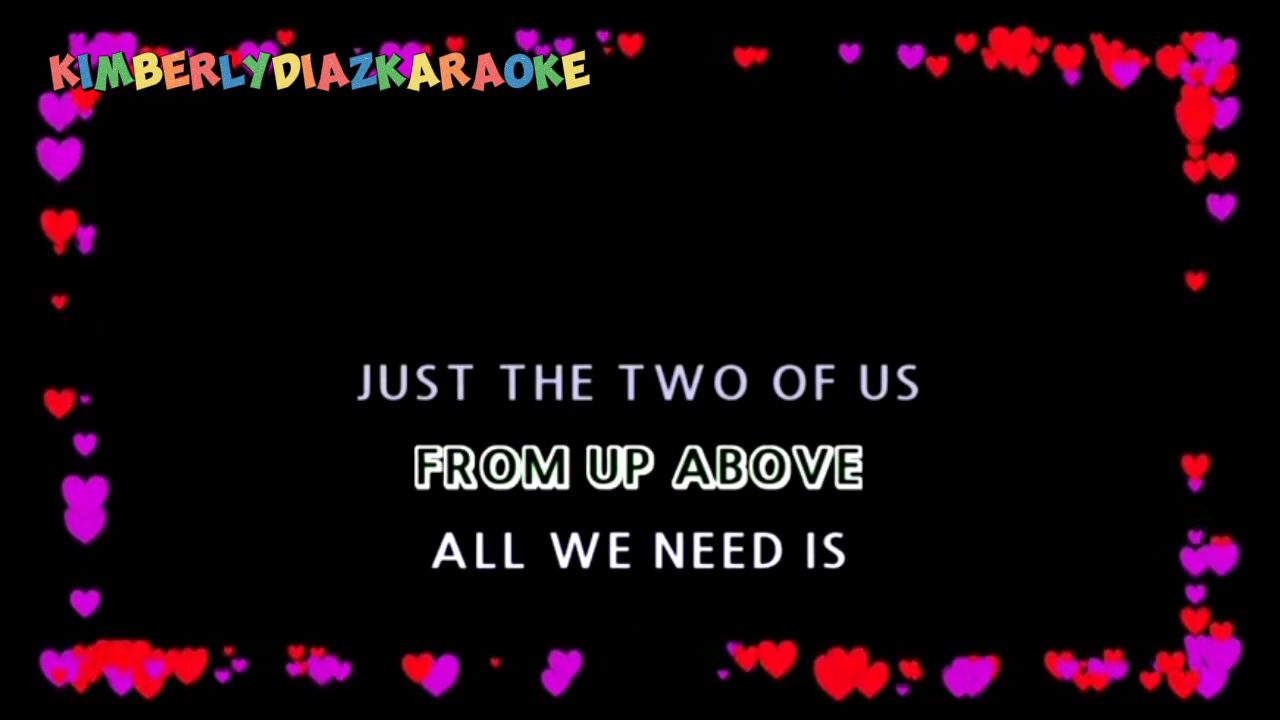 KIMBERLYDIAZKARAOKE
JUST THE TWO OF US
FROM UP ABOVE
ALL WE NEED IS